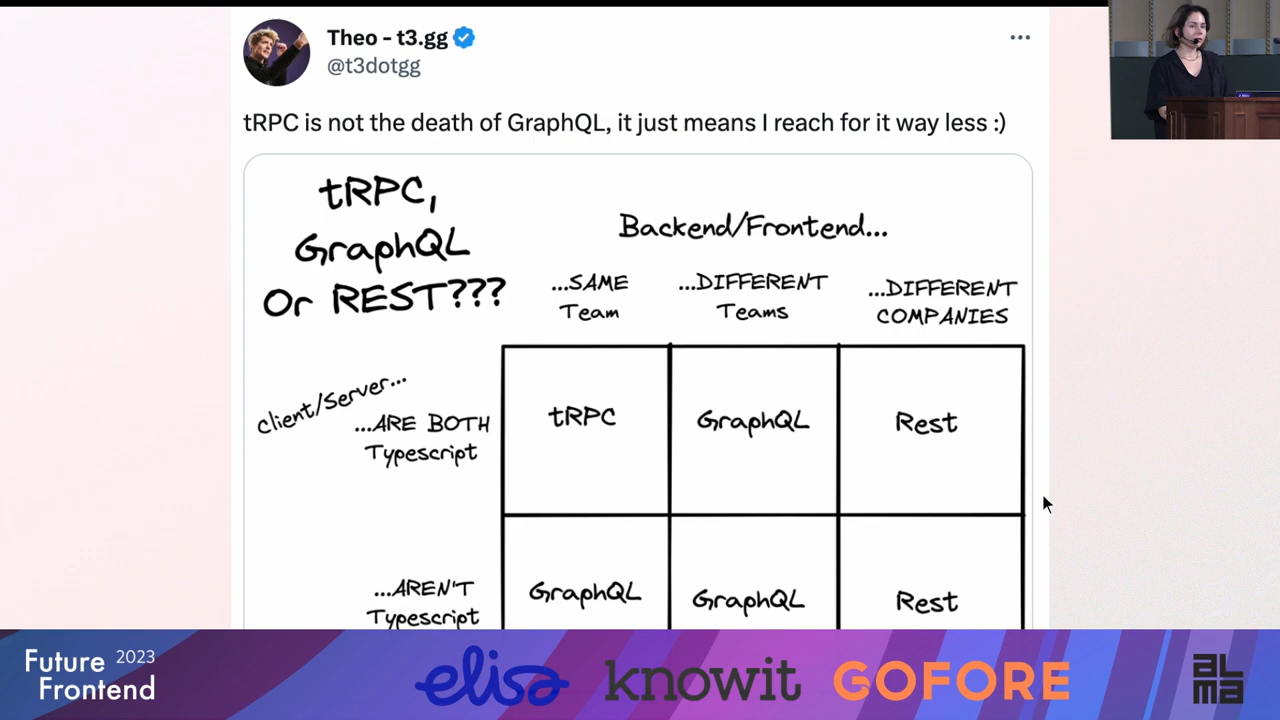 Theo - t3.gg
@t3dotgg
tRPC is not the death of GraphQL, it just means I reach for it way less :)
tRPC,
GraphQL
Or REST???
Backend/Frontend...
...SAME
Team
...DIFFERENT
Teams
...DIFFERENT
COMPANIES
Client/Server...
...ARE BOTH
Typescript
tRPC
GraphQL
Rest
...AREN'T
Typescript
GraphQL
GraphQL
Rest
Future 2023
Frontend
elisa
knowit
GOFORE
ALMA